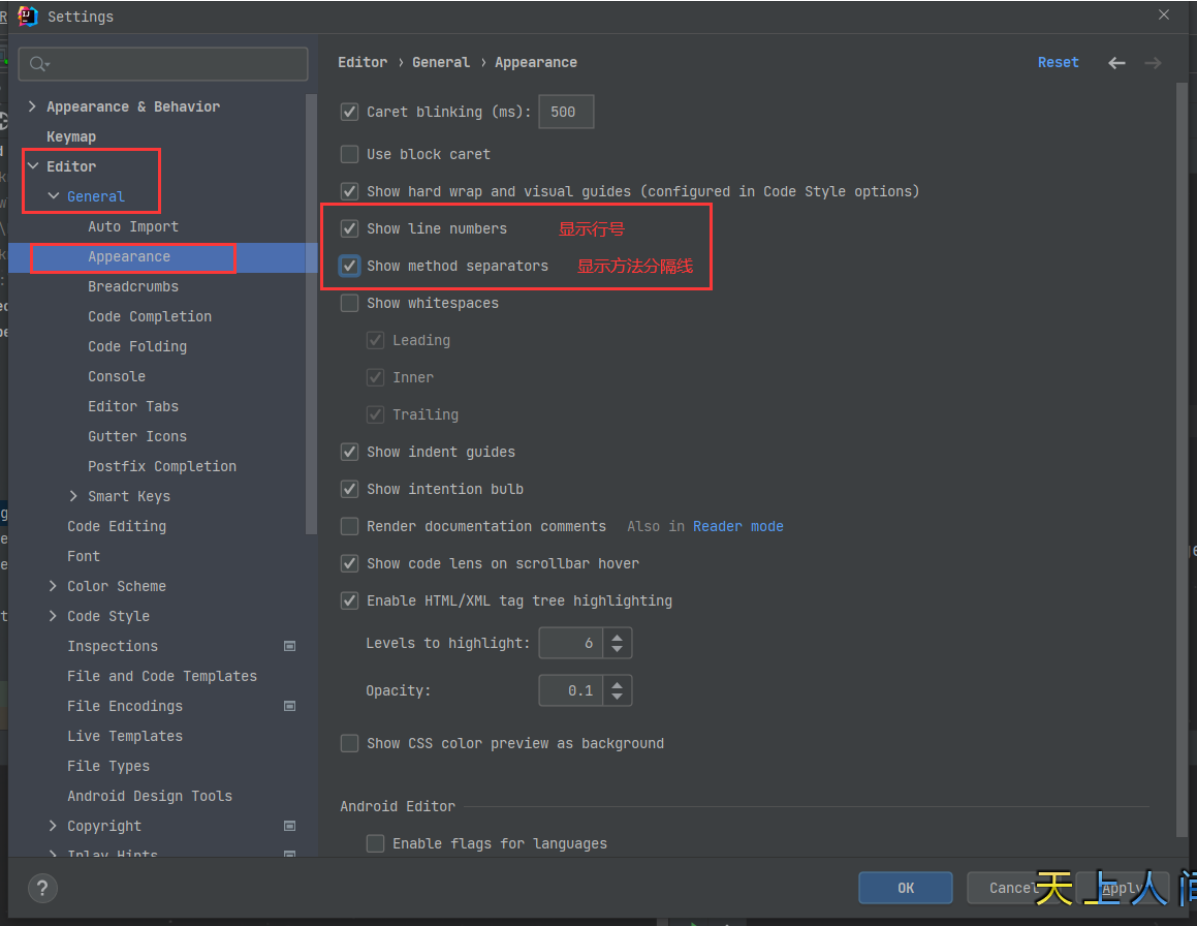 Settings
Editor › General › Appearance
Reset
Appearance & Behavior
Keymap
Editor
General
Auto Import
Appearance
Breadcrumbs
Code Completion
Code Folding
Console
Editor Tabs
Gutter Icons
Postfix Completion
Smart Keys
Code Editing
Font
Color Scheme
Code Style
Inspections
File and Code Templates
File Encodings
Live Templates
File Types
Android Design Tools
Copyright
Inlay Hints
Caret blinking (ms): 500
Use block caret
Show hard wrap and visual guides (configured in Code Style options)
Show line numbers 显示行号
Show method separators 显示方法分隔线
Show whitespaces
Leading
Inner
Trailing
Show indent guides
Show intention bulb
Render documentation comments Also in Reader mode
Show code lens on scrollbar hover
Enable HTML/XML tag tree highlighting
Levels to highlight: 6
Opacity: 0.1
Show CSS color preview as background
Android Editor
Enable flags for languages
?
OK
Cancel
Apply
天上人间